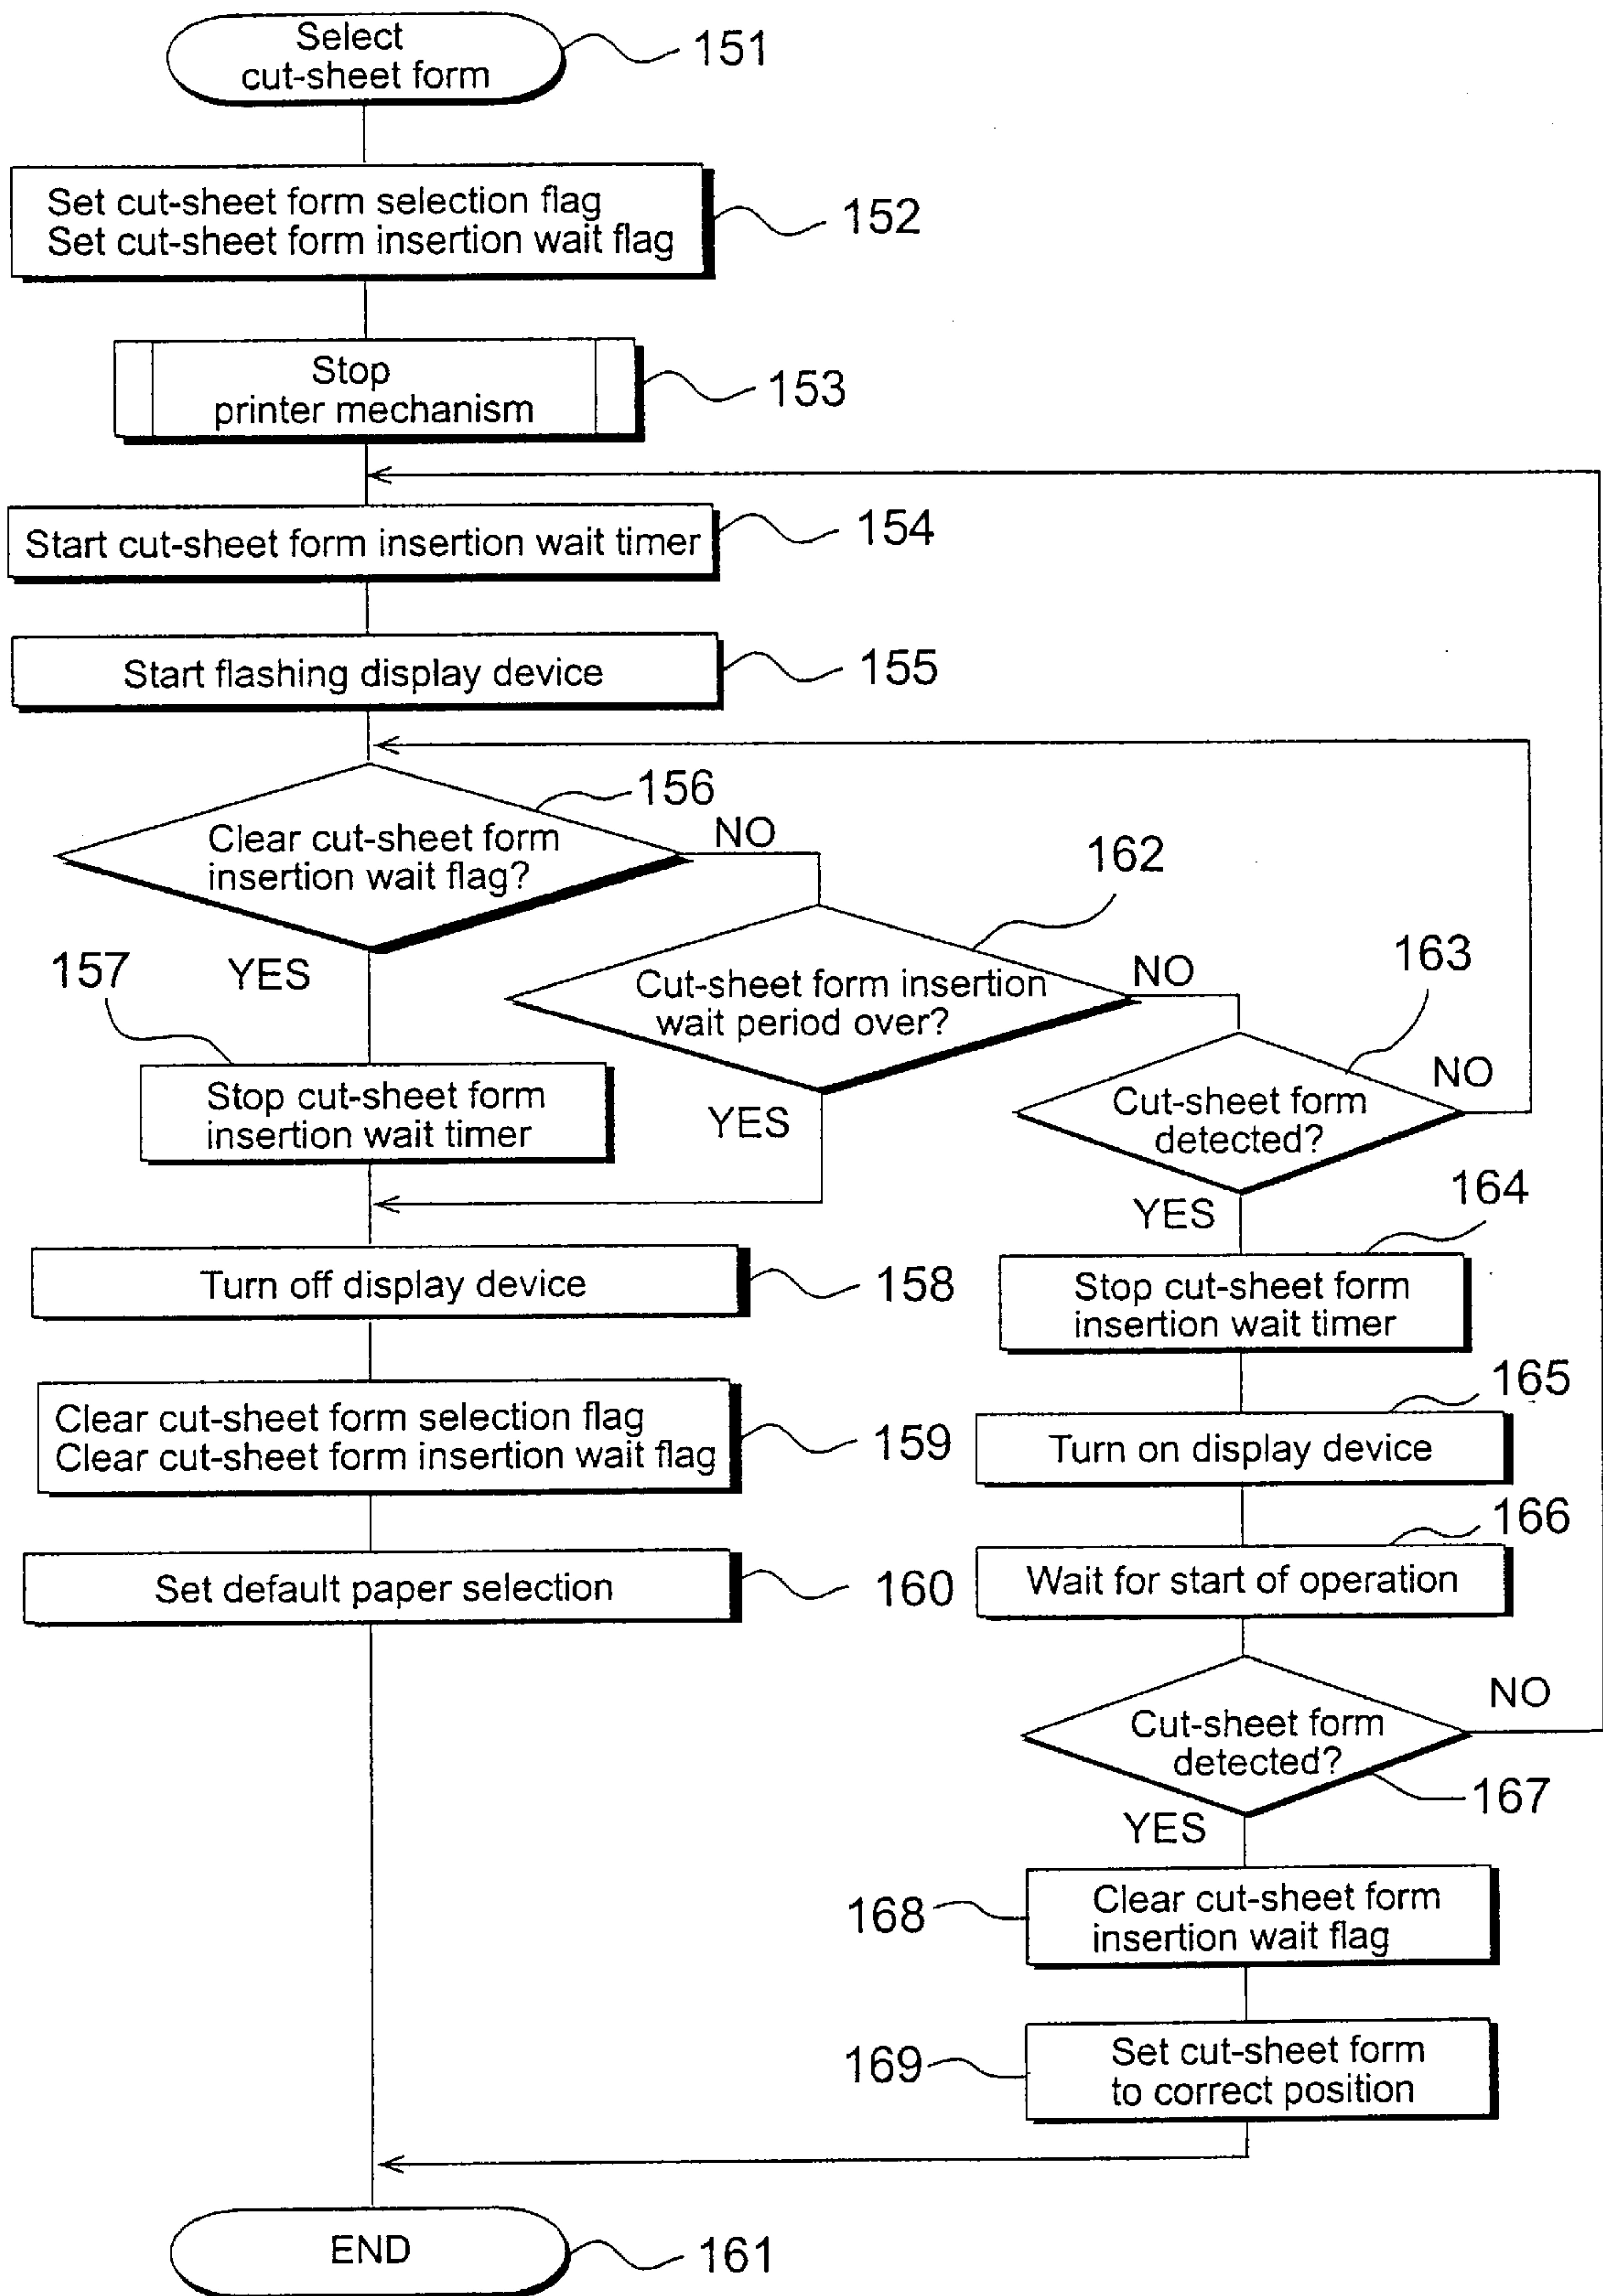 Select
cut-sheet form
151
Set cut-sheet form selection flag
Set cut-sheet form insertion wait flag
152
Stop
printer mechanism
153
Start cut-sheet form insertion wait timer
154
Start flashing display device
155
156
Clear cut-sheet form
insertion wait flag?
NO
YES
162
Cut-sheet form insertion
wait period over?
NO
YES
163
Cut-sheet form
detected?
NO
YES
157
Stop cut-sheet form
insertion wait timer
164
Stop cut-sheet form
insertion wait timer
Turn off display device
158
165
Turn on display device
Clear cut-sheet form selection flag
Clear cut-sheet form insertion wait flag
159
166
Wait for start of operation
Set default paper selection
160
Cut-sheet form
detected?
NO
167
YES
168
Clear cut-sheet form
insertion wait flag
169
Set cut-sheet form
to correct position
END
161